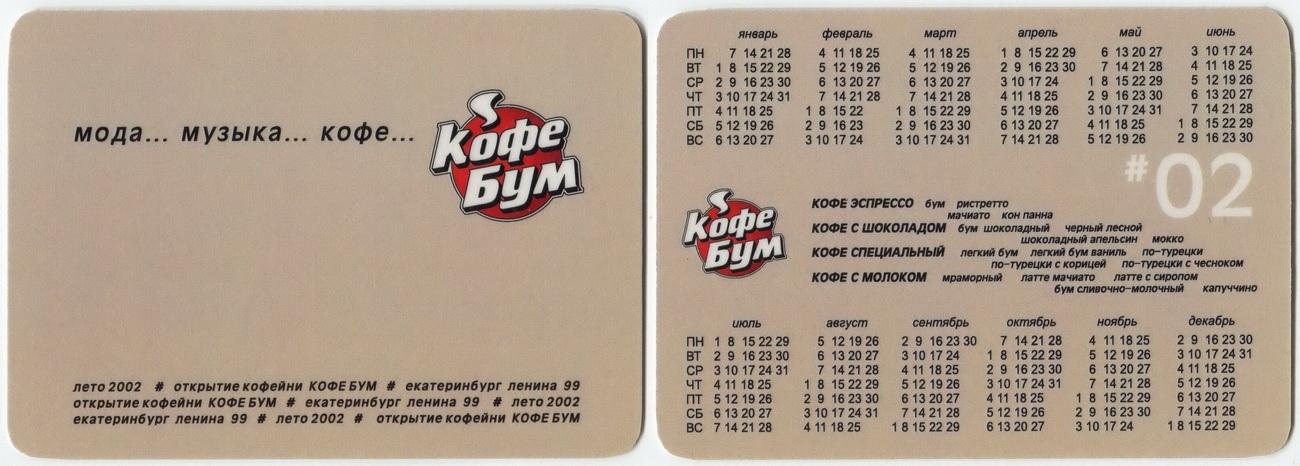 мода... музыка... кофе...
Кофе
Бум
лето 2002 # открытие кофейни КОФЕ БУМ # екатеринбург ленина 99
открытие кофейни КОФЕ БУМ # екатеринбург ленина 99 # лето 2002
екатеринбург ленина 99 # лето 2002 # открытие кофейни КОФЕ БУМ
январь февраль март апрель май июнь
ПН 7 14 21 28 4 11 18 25 4 11 18 25 1 8 15 22 29 6 13 20 27 3 10 17 24
ВТ 1 8 15 22 29 5 12 19 26 5 12 19 26 2 9 16 23 30 7 14 21 28 4 11 18 25
СР 2 9 16 23 30 6 13 20 27 6 13 20 27 3 10 17 24 1 8 15 22 29 5 12 19 26
ЧТ 3 10 17 24 31 7 14 21 28 7 14 21 28 4 11 18 25 2 9 16 23 30 6 13 20 27
ПТ 4 11 18 25 1 8 15 22 1 8 15 22 29 5 12 19 26 3 10 17 24 31 7 14 21 28
СБ 5 12 19 26 2 9 16 23 2 9 16 23 30 6 13 20 27 4 11 18 25 1 8 15 22 29
ВС 6 13 20 27 3 10 17 24 3 10 17 24 31 7 14 21 28 5 12 19 26 2 9 16 23 30
#02
Кофе
Бум
КОФЕ ЭСПРЕССО бум ристретто
мачиато кон панна
КОФЕ С ШОКОЛАДОМ бум шоколадный черный лесной
шоколадный апельсин мокко
КОФЕ СПЕЦИАЛЬНЫЙ легкий бум легкий бум ваниль по-турецки
по-турецки с корицей по-турецки с чесноком
КОФЕ С МОЛОКОМ мраморный латте мачиато латте с сиропом
бум сливочно-молочный капуччино
июль август сентябрь октябрь ноябрь декабрь
ПН 1 8 15 22 29 5 12 19 26 2 9 16 23 30 7 14 21 28 4 11 18 25 2 9 16 23 30
ВТ 2 9 16 23 30 6 13 20 27 3 10 17 24 1 8 15 22 29 5 12 19 26 3 10 17 24 31
СР 3 10 17 24 31 7 14 21 28 4 11 18 25 2 9 16 23 30 6 13 20 27 4 11 18 25
ЧТ 4 11 18 25 1 8 15 22 29 5 12 19 26 3 10 17 24 31 7 14 21 28 5 12 19 26
ПТ 5 12 19 26 2 9 16 23 30 6 13 20 27 4 11 18 25 1 8 15 22 29 6 13 20 27
СБ 6 13 20 27 3 10 17 24 31 7 14 21 28 5 12 19 26 2 9 16 23 30 7 14 21 28
ВС 7 14 21 28 4 11 18 25 1 8 15 22 29 6 13 20 27 3 10 17 24 1 8 15 22 29